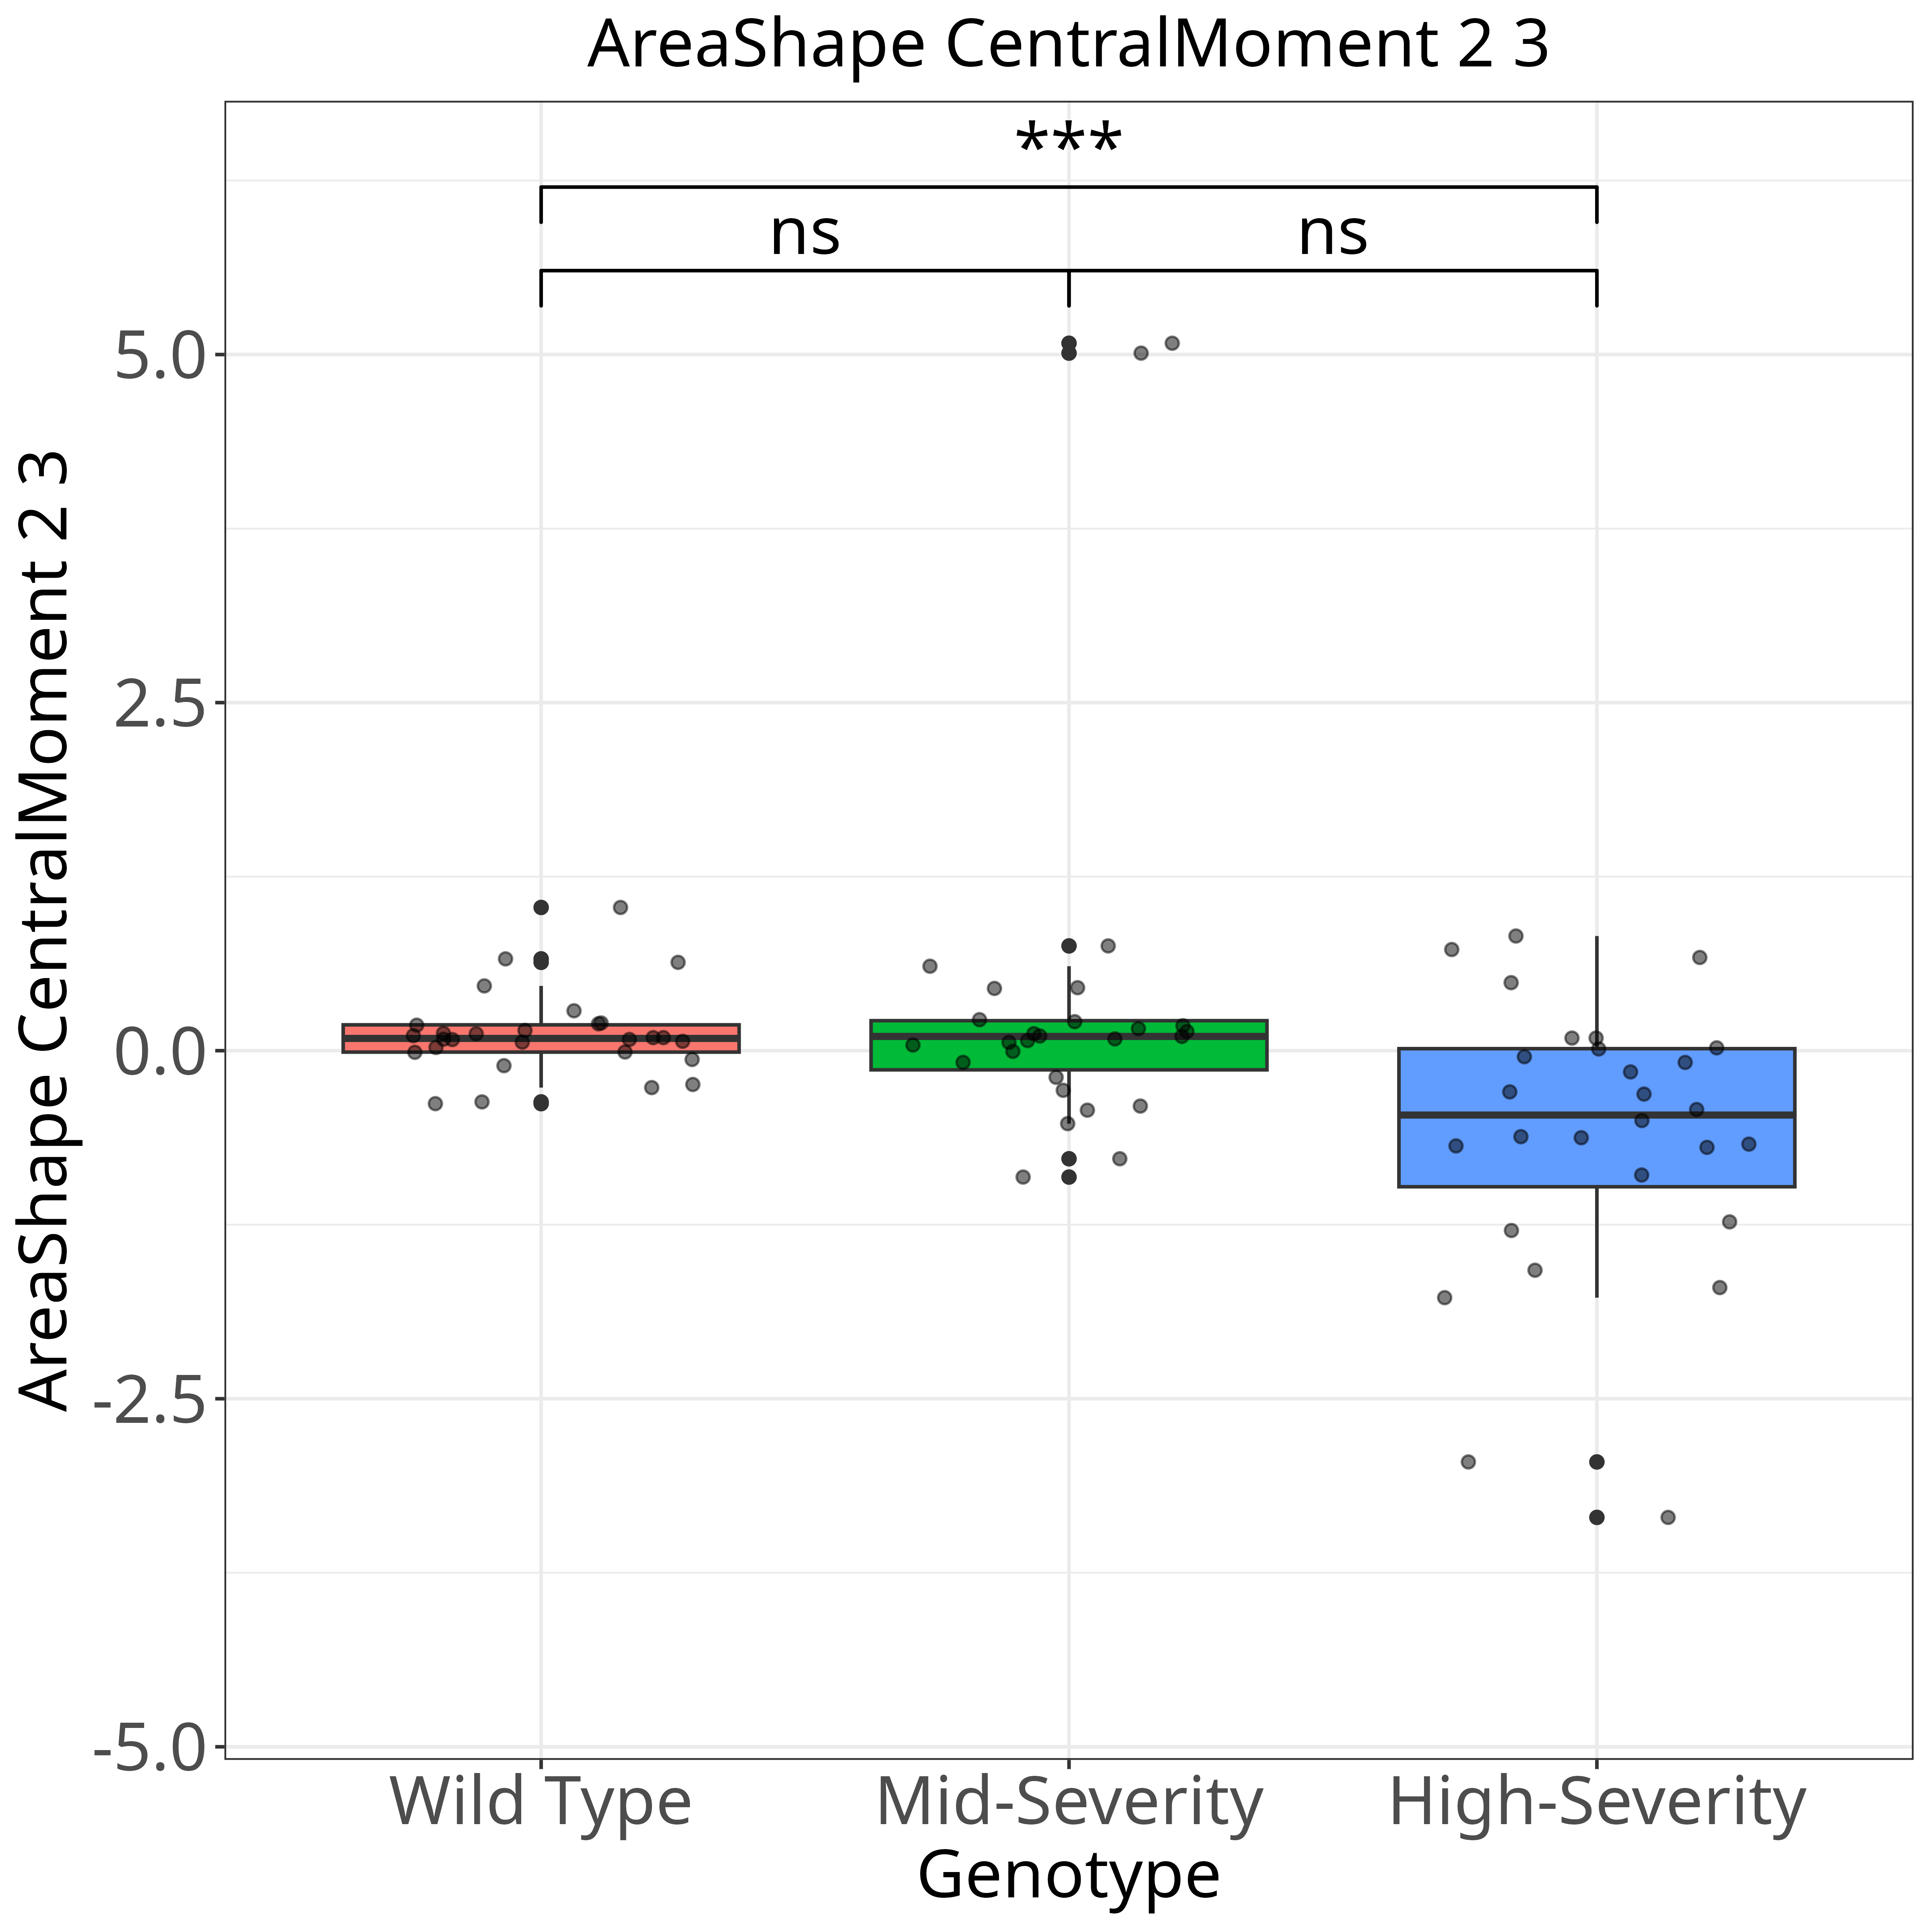 AreaShape CentralMoment 2 3
***
ns ns
AreaShape CentralMoment 2 3
5.0
2.5
0.0
-2.5
-5.0
Wild Type Mid-Severity High-Severity
Genotype